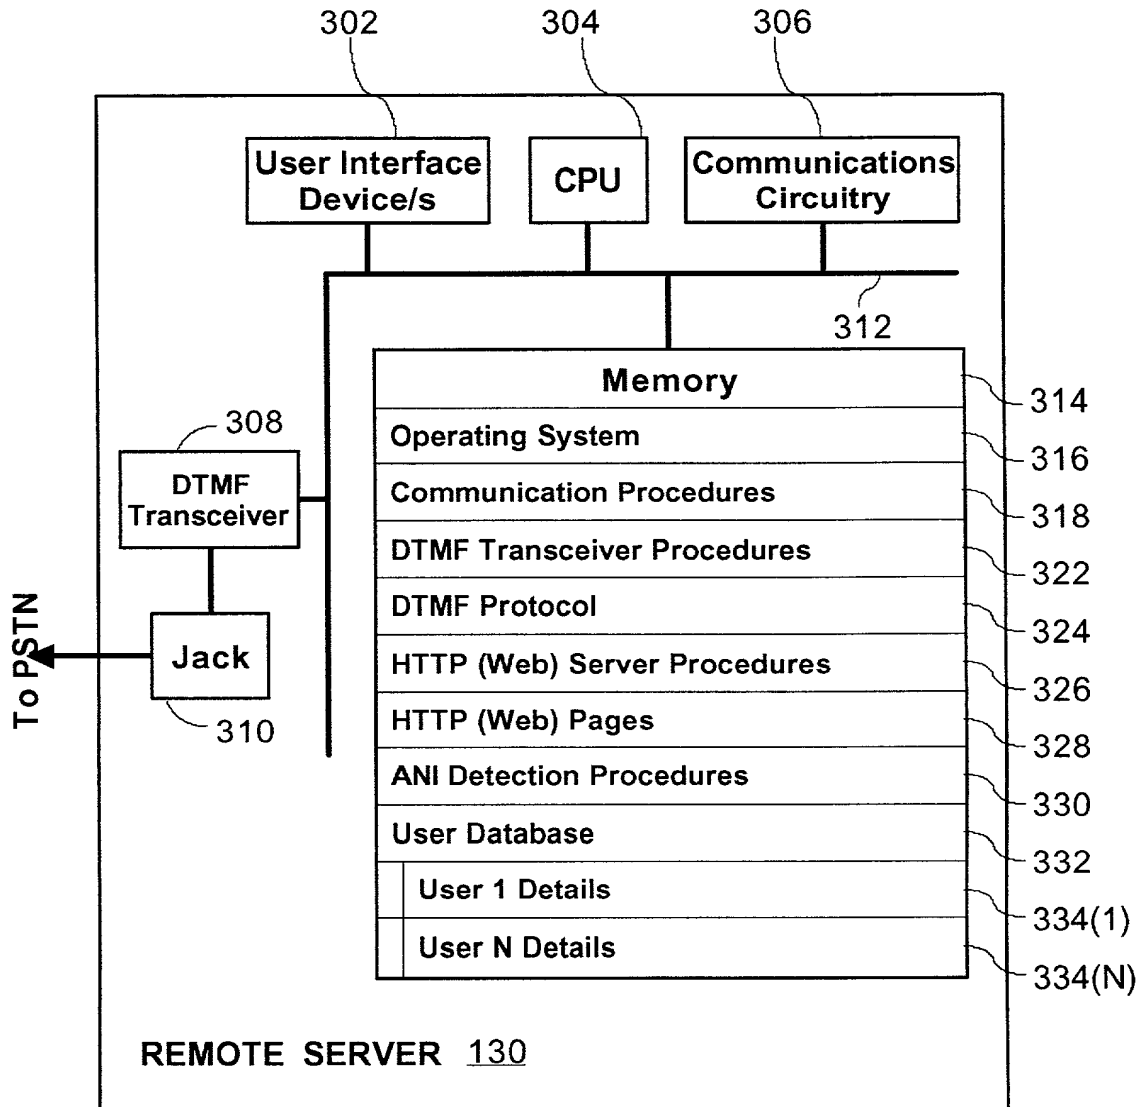 302
304
306
User Interface
Device/s
CPU
Communications
Circuitry
312
Memory
314
Operating System
316
Communication Procedures
318
DTMF Transceiver Procedures
322
DTMF Protocol
324
HTTP (Web) Server Procedures
326
HTTP (Web) Pages
328
ANI Detection Procedures
330
User Database
332
User 1 Details
334(1)
User N Details
334(N)
308
DTMF
Transceiver
Jack
310
To PSTN
REMOTE SERVER 130